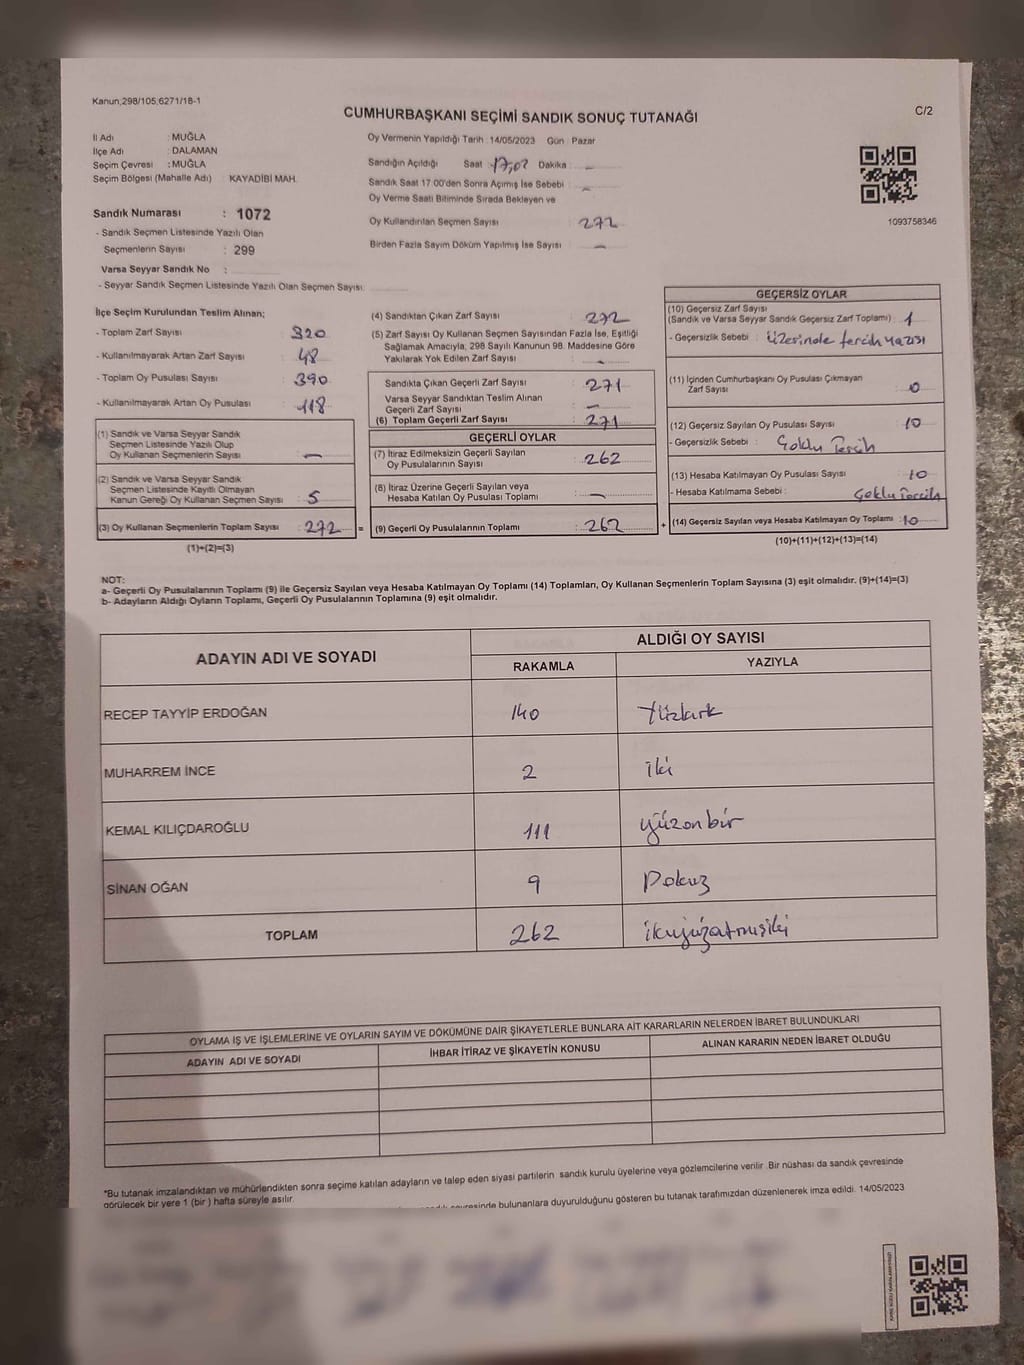 Kanun;298/105,6271/18-1
CUMHURBAŞKANI SEÇİMİ SANDIK SONUÇ TUTANAĞI
C/2
İl Adı : MUĞLA
İlçe Adı : DALAMAN
Seçim Çevresi : MUĞLA
Seçim Bölgesi (Mahalle Adı) : KAYADİBİ MAH.
Oy Vermenin Yapıldığı Tarih :14/05/2023 Gün : Pazar
Sandığın Açıldığı Saat 17,02 Dakika : –
Sandık Saat 17:00'den Sonra Açımış İse Sebebi : –
Oy Verme Saati Bitiminde Sırada Bekleyen ve
Oy Kullandırılan Seçmen Sayısı : 272
Birden Fazla Sayım Döküm Yapılmış İse Sayısı : –
1093758346
Sandık Numarası : 1072
- Sandık Seçmen Listesinde Yazılı Olan
Seçmenlerin Sayısı : 299
Varsa Seyyar Sandık No :
- Seyyar Sandık Seçmen Listesinde Yazılı Olan Seçmen Sayısı:
İlçe Seçim Kurulundan Teslim Alınan;
- Toplam Zarf Sayısı : 320
- Kullanılmayarak Artan Zarf Sayısı : 48
- Toplam Oy Pusulası Sayısı : 390
- Kullanılmayarak Artan Oy Pusulası : 118
(1) Sandık ve Varsa Seyyar Sandık
Seçmen Listesinde Yazılı Olup
Oy Kullanan Seçmenlerin Sayısı : –
(2) Sandık ve Varsa Seyyar Sandık
Seçmen Listesinde Kayıtlı Olmayan
Kanun Gereği Oy Kullanan Seçmen Sayısı : 5
(3) Oy Kullanan Seçmenlerin Toplam Sayısı : 272 =
(1)+(2)=(3)
(4) Sandıktan Çıkan Zarf Sayısı : 272
(5) Zarf Sayısı Oy Kullanan Seçmen Sayısından Fazla İse, Eşitliği
Sağlamak Amacıyla, 298 Sayılı Kanunun 98. Maddesine Göre
Yakılarak Yok Edilen Zarf Sayısı : –
Sandıkta Çıkan Geçerli Zarf Sayısı : 271
Varsa Seyyar Sandıktan Teslim Alınan
Geçerli Zarf Sayısı : –
(6) Toplam Geçerli Zarf Sayısı : 271
GEÇERLİ OYLAR
(7) İtiraz Edilmeksizin Geçerli Sayılan
Oy Pusulalarının Sayısı : 262
(8) İtiraz Üzerine Geçerli Sayılan veya
Hesaba Katılan Oy Pusulası Toplamı : –
(9) Geçerli Oy Pusulalarının Toplamı : 262 +
GEÇERSİZ OYLAR
(10) Geçersiz Zarf Sayısı
(Sandık ve Varsa Seyyar Sandık Geçersiz Zarf Toplamı) : 1
- Geçersizlik Sebebi : Üzerinde tercih yazısı
(11) İçinden Cumhurbaşkanı Oy Pusulası Çıkmayan
Zarf Sayısı : 0
(12) Geçersiz Sayılan Oy Pusulası Sayısı : 10
- Geçersizlik Sebebi : Çoklu Tercih
(13) Hesaba Katılmayan Oy Pusulası Sayısı : 10
- Hesaba Katılmama Sebebi :
(14) Geçersiz Sayılan veya Hesaba Katılmayan Oy Toplamı : 10
(10)+(11)+(12)+(13)=(14)
NOT:
a- Geçerli Oy Pusulalarının Toplamı (9) ile Geçersiz Sayılan veya Hesaba Katılmayan Oy Toplamı (14) Toplamları, Oy Kullanan Seçmenlerin Toplam Sayısına (3) eşit olmalıdır. (9)+(14)=(3)
b- Adayların Aldığı Oyların Toplamı, Geçerli Oy Pusulalarının Toplamına (9) eşit olmalıdır.
ADAYIN ADI VE SOYADI
ALDIĞI OY SAYISI
RAKAMLA YAZIYLA
RECEP TAYYİP ERDOĞAN 140 Yüzkırk
MUHARREM İNCE 2 iki
KEMAL KILIÇDAROĞLU 111 yüzonbir
SİNAN OĞAN 9 Dokuz
TOPLAM 262 ikiyüzatmışiki
OYLAMA İŞ VE İŞLEMLERİNE VE OYLARIN SAYIM VE DÖKÜMÜNE DAİR ŞİKAYETLERLE BUNLARA AİT KARARLARIN NELERDEN İBARET BULUNDUKLARI
ADAYIN ADI VE SOYADI İHBAR İTİRAZ VE ŞİKAYETİN KONUSU ALINAN KARARIN NEDEN İBARET OLDUĞU
*Bu tutanak imzalandıktan ve mühürlendikten sonra seçime katılan adayların ve talep eden siyasi partilerin sandık kurulu üyelerine veya gözlemcilerine verilir. Bir nüshası da sandık çevresinde
görülecek bir yere 1 (bir) hafta süreyle asılır.
bulunanlara duyurulduğunu gösteren bu tutanak tarafımızdan düzenlenerek imza edildi. 14/05/2023